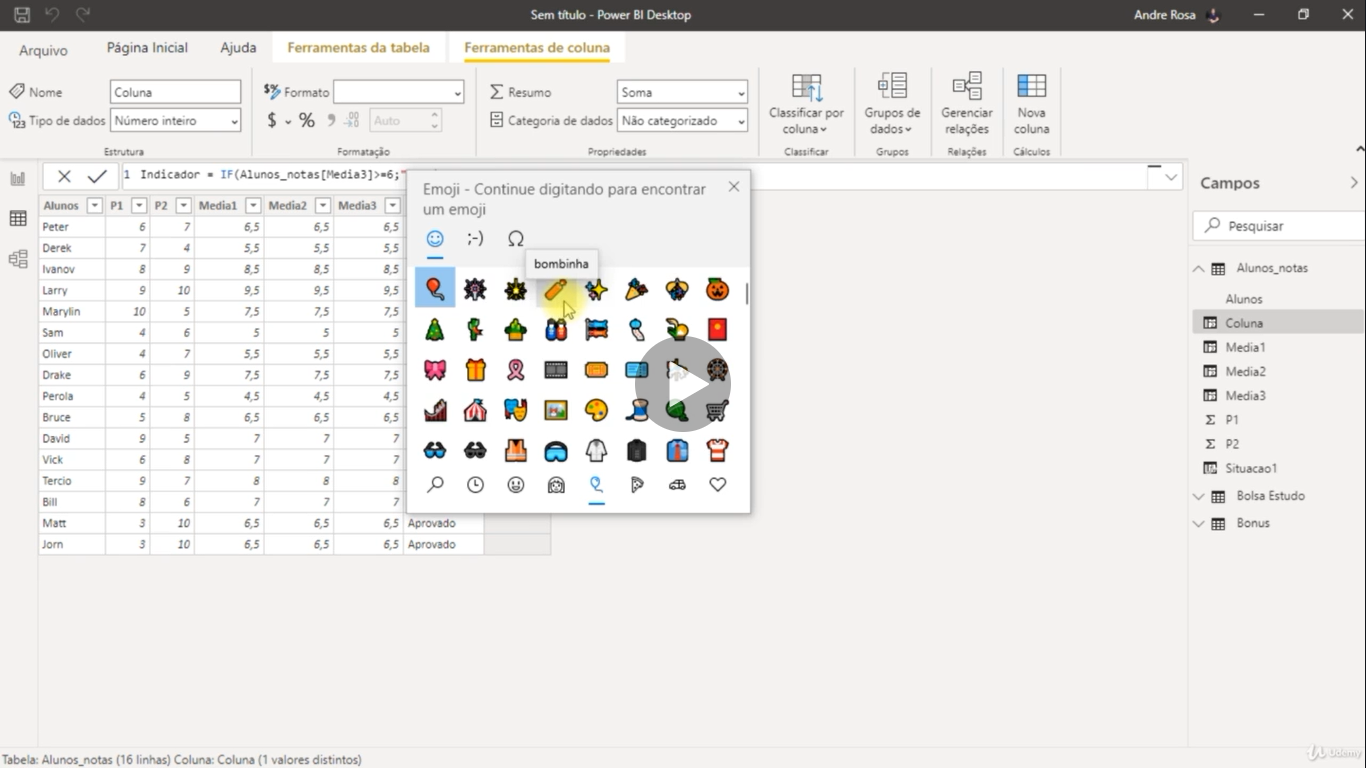 Sem título - Power BI Desktop
Andre Rosa
Arquivo
Página Inicial
Ajuda
Ferramentas da tabela
Ferramentas de coluna
Nome
Coluna
Tipo de dados
Número inteiro
Estrutura
Formato
$ %
Auto
Formatação
Resumo
Soma
Categoria de dados
Não categorizado
Propriedades
Classificar por
coluna
Classificar
Grupos de
dados
Grupos
Gerenciar
relações
Relações
Nova
coluna
Cálculos
1 Indicador = IF(Alunos_notas[Media3]>=6;"
Alunos P1 P2 Media1 Media2 Media3
Peter 6 7 6,5 6,5 6,5
Derek 7 4 5,5 5,5 5,5
Ivanov 8 9 8,5 8,5 8,5
Larry 9 10 9,5 9,5 9,5
Marylin 10 5 7,5 7,5 7,5
Sam 4 6 5 5 5
Oliver 4 7 5,5 5,5 5,5
Drake 6 9 7,5 7,5 7,5
Perola 4 5 4,5 4,5 4,5
Bruce 5 8 6,5 6,5 6,5
David 9 5 7 7 7
Vick 6 8 7 7 7
Tercio 9 7 8 8 8
Bill 8 6 7 7 7
Matt 3 10 6,5 6,5 6,5 Aprovado
Jorn 3 10 6,5 6,5 6,5 Aprovado
Emoji - Continue digitando para encontrar
um emoji
;-) Ω
bombinha
Campos
Pesquisar
Alunos_notas
Alunos
Coluna
Media1
Media2
Media3
Σ P1
Σ P2
Situacao1
Bolsa Estudo
Bonus
Tabela: Alunos_notas (16 linhas) Coluna: Coluna (1 valores distintos)
Udemy